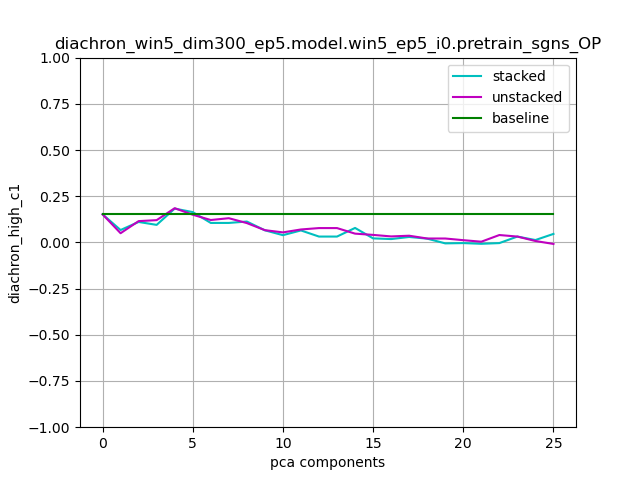 diachron_win5_dim300_ep5.model.win5_ep5_i0.pretrain_sgns_OP
1.00
0.75
0.50
0.25
0.00
−0.25
−0.50
−0.75
−1.00
diachron_high_c1
stacked
unstacked
baseline
0
5
10
15
20
25
pca components